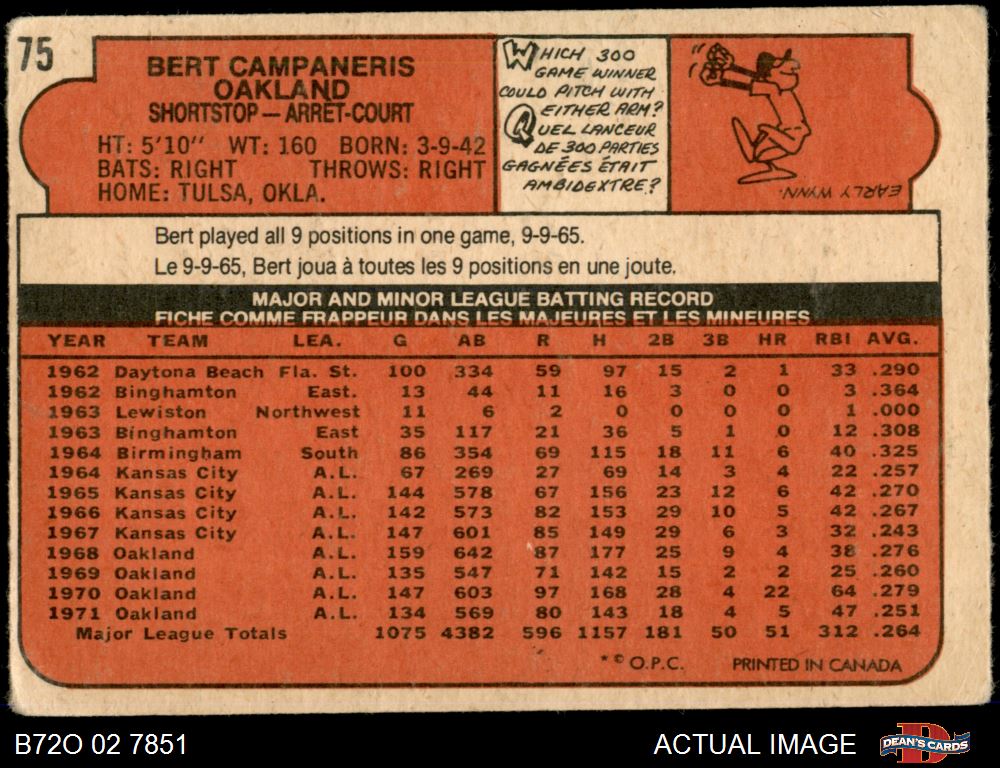 75
BERT CAMPANERIS
OAKLAND
SHORTSTOP — ARRÊT-COURT
HT: 5'10" WT: 160 BORN: 3-9-42
BATS: RIGHT THROWS: RIGHT
HOME: TULSA, OKLA.
WHICH 300
GAME WINNER
COULD PITCH WITH
EITHER ARM?
QUEL LANCEUR
DE 300 PARTIES
GAGNÉES ÉTAIT
AMBIDEXTRE?
EARLY WYNN.
Bert played all 9 positions in one game, 9-9-65.
Le 9-9-65, Bert joua à toutes les 9 positions en une joute.
MAJOR AND MINOR LEAGUE BATTING RECORD
FICHE COMME FRAPPEUR DANS LES MAJEURES ET LES MINEURES
YEAR TEAM LEA. G AB R H 2B 3B HR RBI AVG.
1962 Daytona Beach Fla. St. 100 334 59 97 15 2 1 33 .290
1962 Binghamton East. 13 44 11 16 3 0 0 3 .364
1963 Lewiston Northwest 11 6 2 0 0 0 0 1 .000
1963 Binghamton East 35 117 21 36 5 1 0 12 .308
1964 Birmingham South 86 354 69 115 18 11 6 40 .325
1964 Kansas City A.L. 67 269 27 69 14 3 4 22 .257
1965 Kansas City A.L. 144 578 67 156 23 12 6 42 .270
1966 Kansas City A.L. 142 573 82 153 29 10 5 42 .267
1967 Kansas City A.L. 147 601 85 149 29 6 3 32 .243
1968 Oakland A.L. 159 642 87 177 25 9 4 38 .276
1969 Oakland A.L. 135 547 71 142 15 2 2 25 .260
1970 Oakland A.L. 147 603 97 168 28 4 22 64 .279
1971 Oakland A.L. 134 569 80 143 18 4 5 47 .251
Major League Totals 1075 4382 596 1157 181 50 51 312 .264
* © O.P.C. PRINTED IN CANADA
B72O 02 7851
ACTUAL IMAGE
D
DEAN'S CARDS